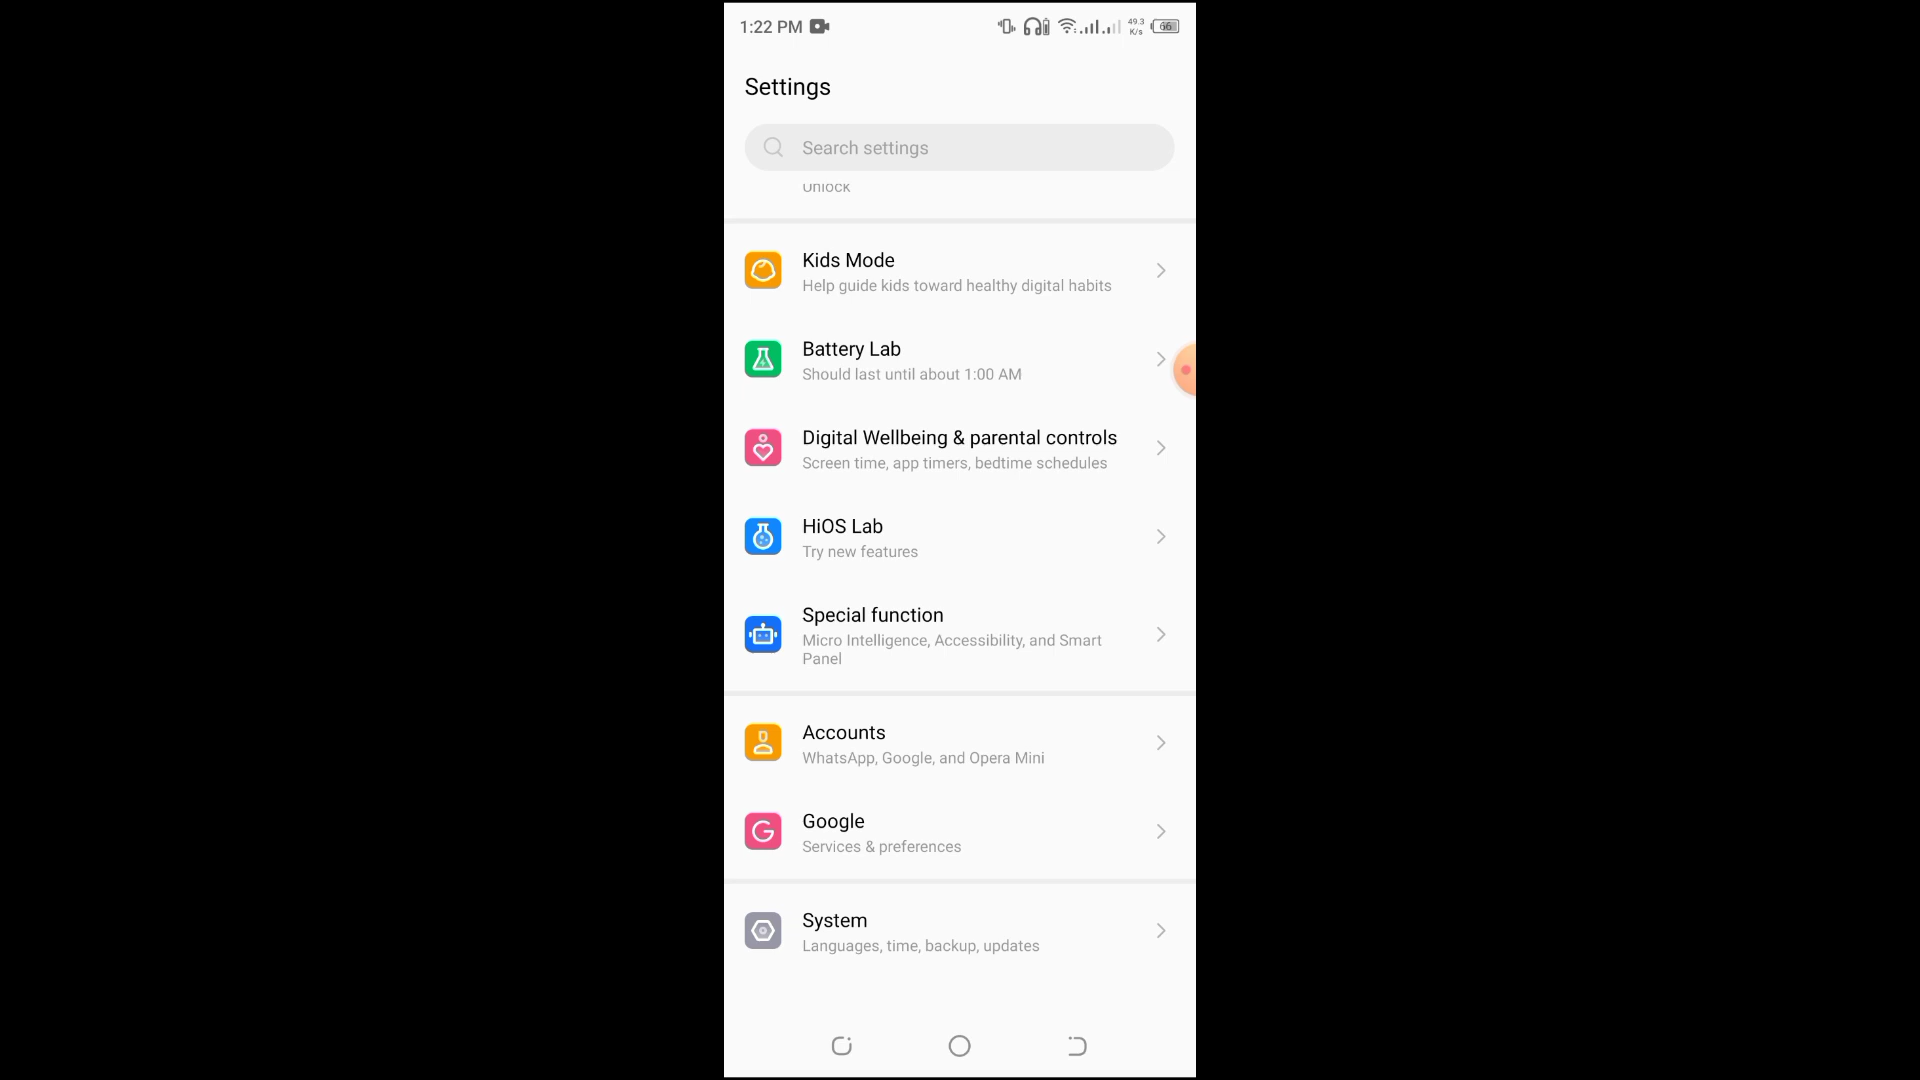 1:22 PM
49.3
K/s
66
Settings
Search settings
Unlock
Kids Mode
Help guide kids toward healthy digital habits
Battery Lab
Should last until about 1:00 AM
Digital Wellbeing & parental controls
Screen time, app timers, bedtime schedules
HiOS Lab
Try new features
Special function
Micro Intelligence, Accessibility, and Smart
Panel
Accounts
WhatsApp, Google, and Opera Mini
Google
Services & preferences
System
Languages, time, backup, updates